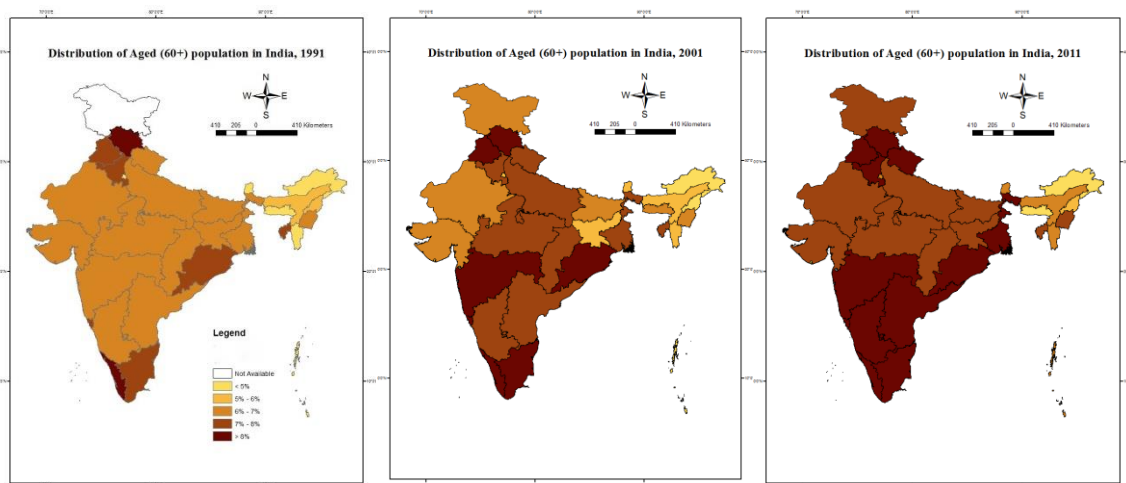 Distribution of Aged (60+) population in India, 1991
N
W E
S
410 205 0 410 Kilometers
Legend
Not Available
< 5%
5% - 6%
6% - 7%
7% - 8%
> 8%
Distribution of Aged (60+) population in India, 2001
N
W E
S
410 205 0 410 Kilometers
Distribution of Aged (60+) population in India, 2011
N
W E
S
410 205 0 410 Kilometers